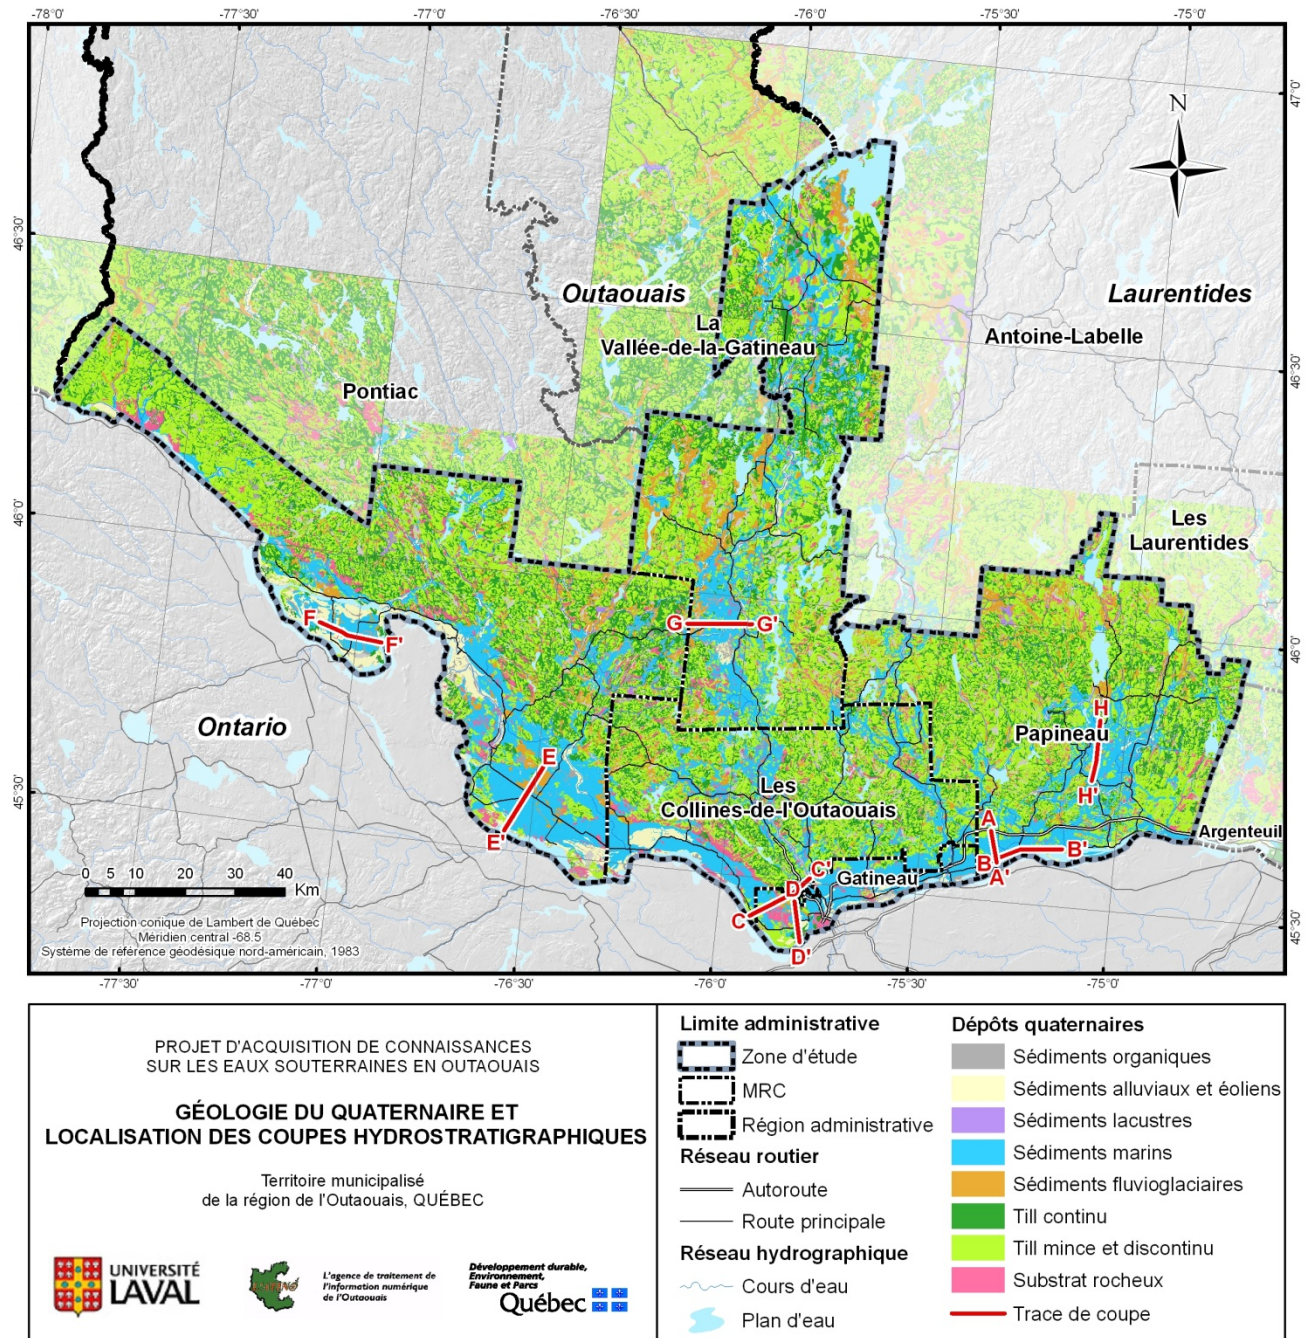 -78°0' -77°30' -77°0' -76°30' -76°0' -75°30' -75°0'
47°0'
N
46°30'
Outaouais
Laurentides
La
Vallée-de-la-Gatineau
Antoine-Labelle
46°30'
Pontiac
46°0'
Les
Laurentides
F
F'
G
G'
46°0'
Ontario
H
Papineau
E
Les
Collines-de-l'Outaouais
H'
45°30'
A
Argenteuil
E'
B
B'
A'
C'
Gatineau
D
C
D'
45°30'
0 5 10 20 30 40
Km
Projection conique de Lambert de Québec
Méridien central -68.5
Système de référence géodésique nord-américain, 1983
-77°30' -77°0' -76°30' -76°0' -75°30' -75°0'
PROJET D'ACQUISITION DE CONNAISSANCES
SUR LES EAUX SOUTERRAINES EN OUTAOUAIS
GÉOLOGIE DU QUATERNAIRE ET
LOCALISATION DES COUPES HYDROSTRATIGRAPHIQUES
Territoire municipalisé
de la région de l'Outaouais, QUÉBEC
UNIVERSITÉ
LAVAL
L'agence de traitement de
l'information numérique
de l'Outaouais
Développement durable,
Environnement,
Faune et Parcs
Québec
Limite administrative
Zone d'étude
MRC
Région administrative
Réseau routier
Autoroute
Route principale
Réseau hydrographique
Cours d'eau
Plan d'eau
Dépôts quaternaires
Sédiments organiques
Sédiments alluviaux et éoliens
Sédiments lacustres
Sédiments marins
Sédiments fluvioglaciaires
Till continu
Till mince et discontinu
Substrat rocheux
Trace de coupe